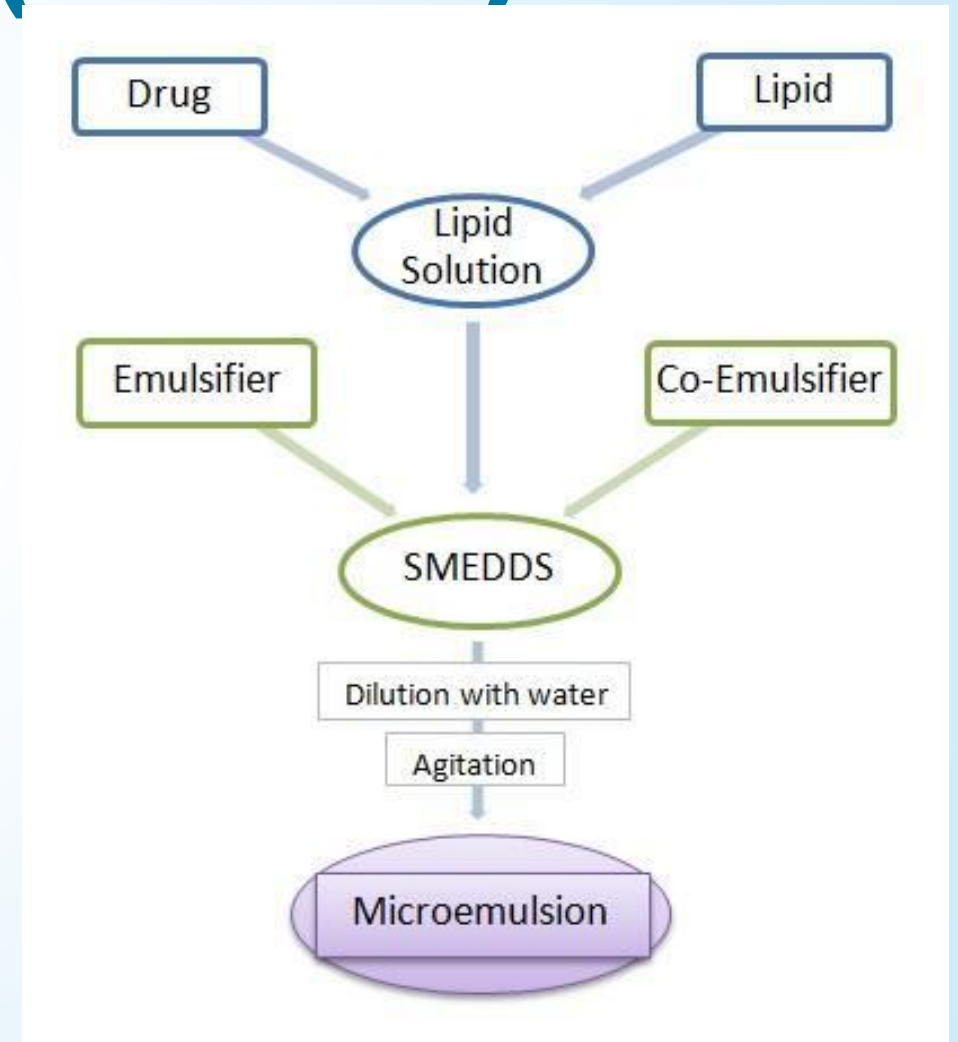 Drug
Lipid
Lipid
Solution
Emulsifier
Co-Emulsifier
SMEDDS
Dilution with water
Agitation
Microemulsion